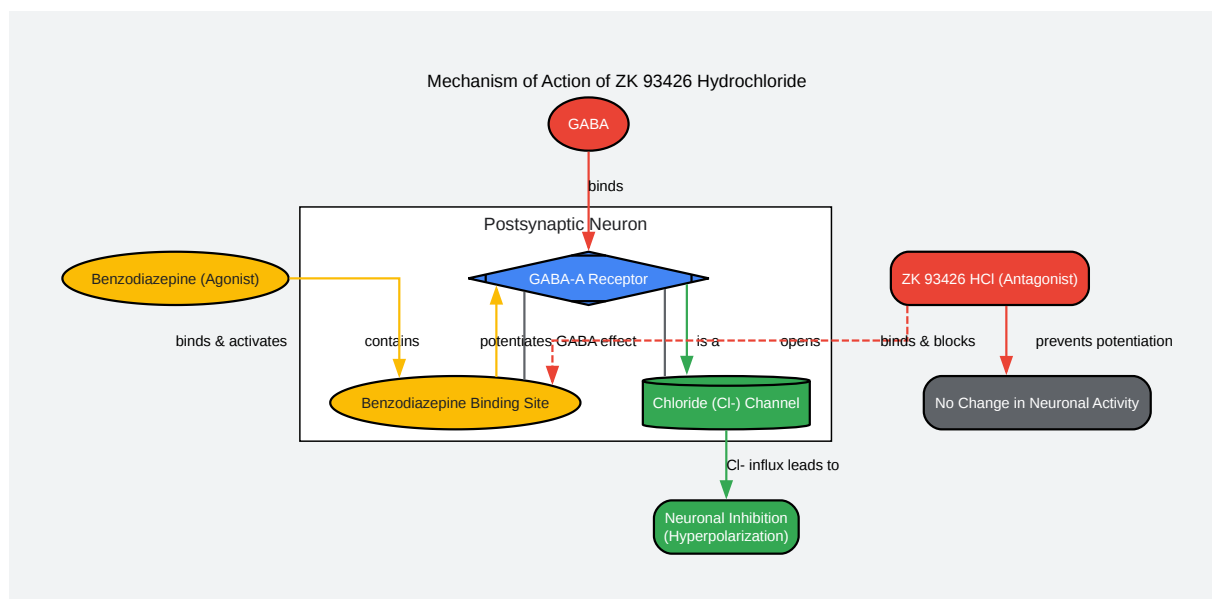 Mechanism of Action of ZK 93426 Hydrochloride
GABA
binds
Postsynaptic Neuron
Benzodiazepine (Agonist)
GABA-A Receptor
ZK 93426 HCl (Antagonist)
binds & activates
contains
potentiates GABA effect
is a
opens
binds & blocks
prevents potentiation
Benzodiazepine Binding Site
Chloride (Cl-) Channel
No Change in Neuronal Activity
Cl- influx leads to
Neuronal Inhibition
(Hyperpolarization)